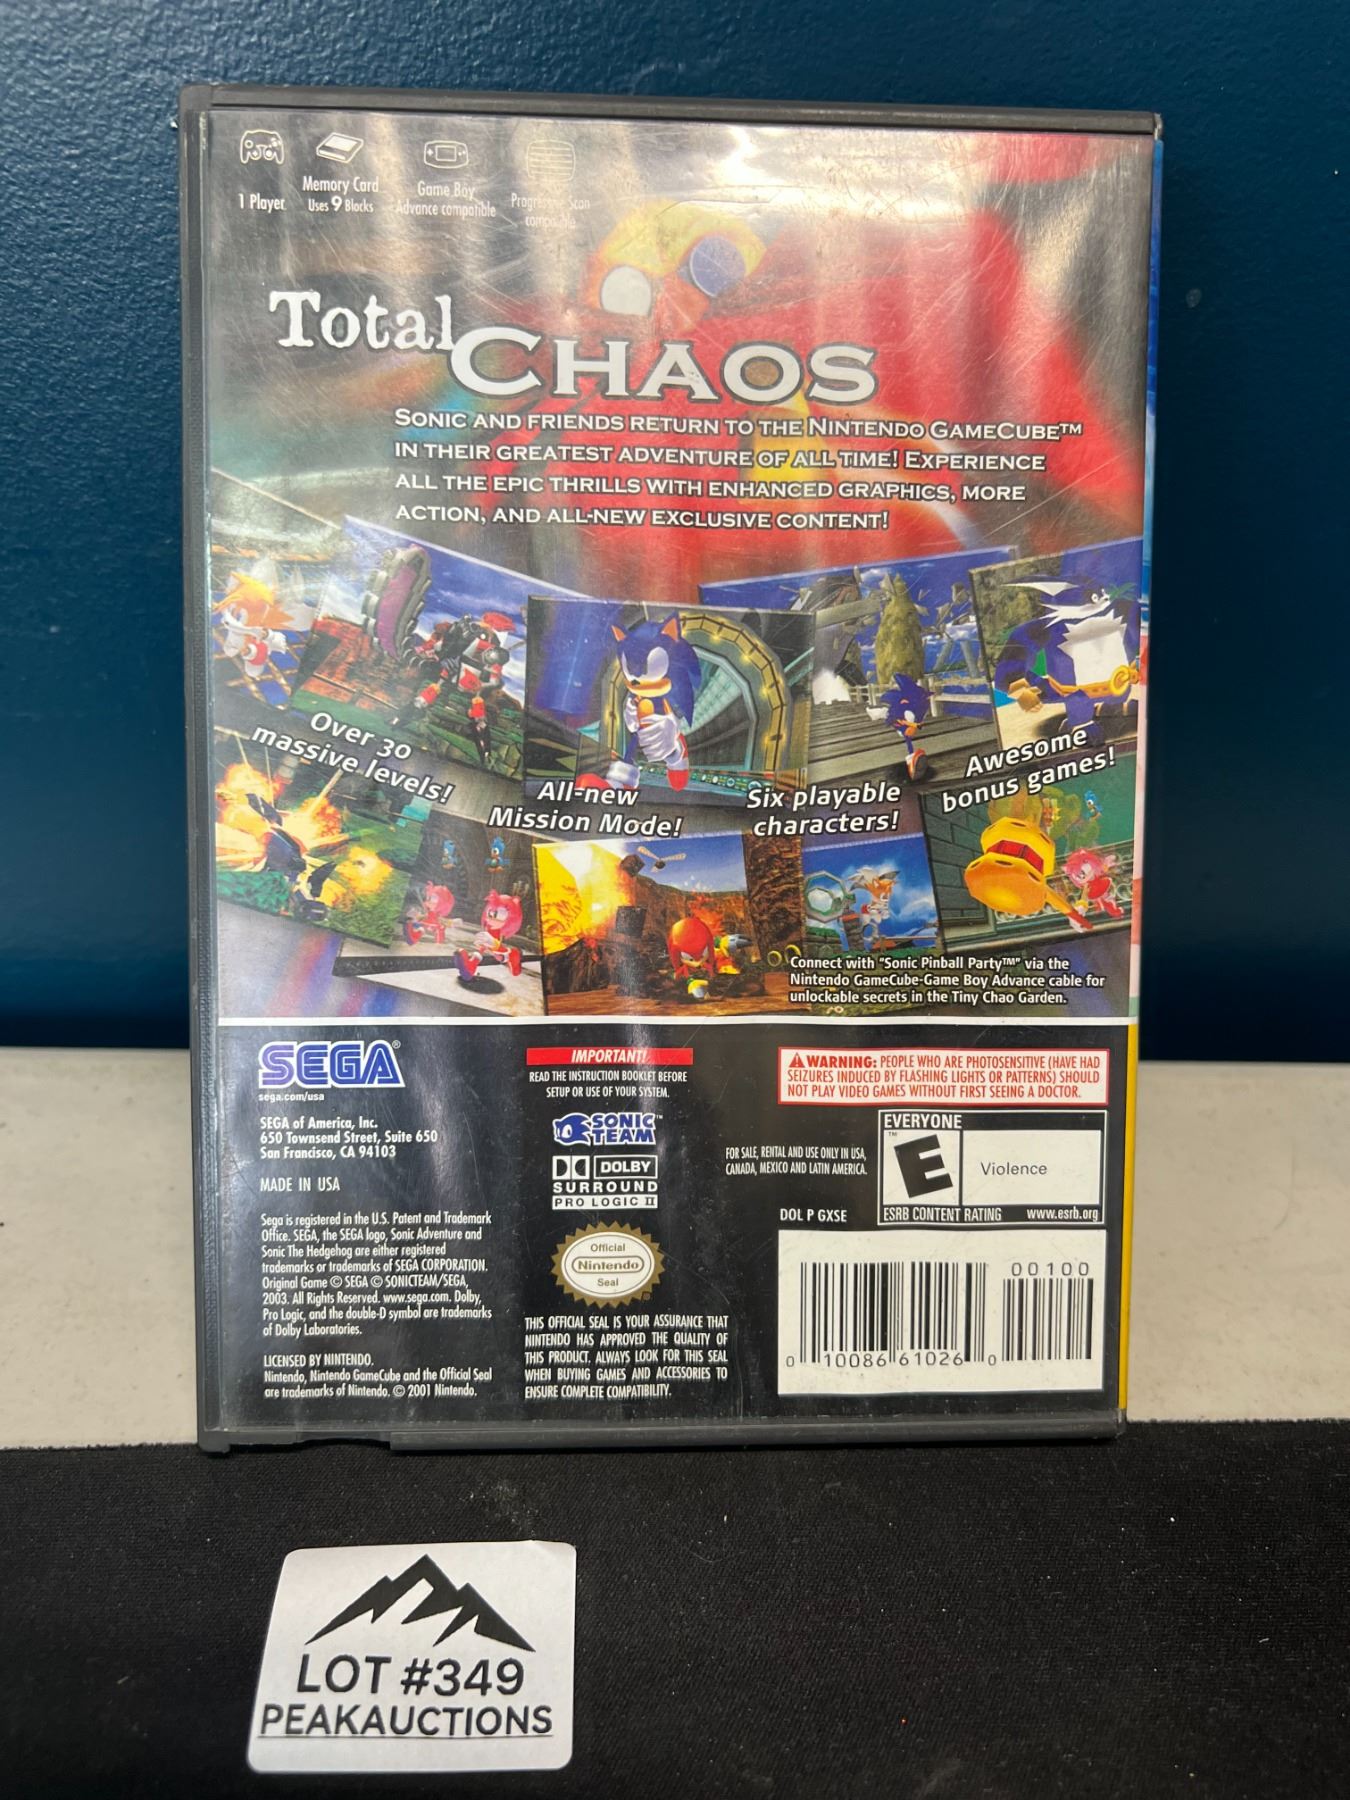 1 Player
Memory Card
Uses 9 Blocks
Game Boy
Advance compatible
Progressive Scan
compatible
Total
CHAOS
SONIC AND FRIENDS RETURN TO THE NINTENDO GAMECUBE™
IN THEIR GREATEST ADVENTURE OF ALL TIME! EXPERIENCE
ALL THE EPIC THRILLS WITH ENHANCED GRAPHICS, MORE
ACTION, AND ALL-NEW EXCLUSIVE CONTENT!
Over 30
massive levels!
All-new
Mission Mode!
Six playable
characters!
Awesome
bonus games!
Connect with "Sonic Pinball Party™" via the
Nintendo GameCube-Game Boy Advance cable for
unlockable secrets in the Tiny Chao Garden.
SEGA®
sega.com/usa
SEGA of America, Inc.
650 Townsend Street, Suite 650
San Francisco, CA 94103
MADE IN USA
Sega is registered in the U.S. Patent and Trademark
Office. SEGA, the SEGA logo, Sonic Adventure and
Sonic The Hedgehog are either registered
trademarks or trademarks of SEGA CORPORATION.
Original Game © SEGA © SONICTEAM/SEGA,
2003. All Rights Reserved. www.sega.com. Dolby,
Pro Logic, and the double-D symbol are trademarks
of Dolby Laboratories.
LICENSED BY NINTENDO.
Nintendo, Nintendo GameCube and the Official Seal
are trademarks of Nintendo. © 2001 Nintendo.
IMPORTANT!
READ THE INSTRUCTION BOOKLET BEFORE
SETUP OR USE OF YOUR SYSTEM.
SONIC
TEAM™
DOLBY
SURROUND
PRO LOGIC II
Official
Nintendo
Seal
THIS OFFICIAL SEAL IS YOUR ASSURANCE THAT
NINTENDO HAS APPROVED THE QUALITY OF
THIS PRODUCT. ALWAYS LOOK FOR THIS SEAL
WHEN BUYING GAMES AND ACCESSORIES TO
ENSURE COMPLETE COMPATIBILITY.
WARNING: PEOPLE WHO ARE PHOTOSENSITIVE (HAVE HAD
SEIZURES INDUCED BY FLASHING LIGHTS OR PATTERNS) SHOULD
NOT PLAY VIDEO GAMES WITHOUT FIRST SEEING A DOCTOR.
FOR SALE, RENTAL AND USE ONLY IN USA,
CANADA, MEXICO AND LATIN AMERICA.
EVERYONE
E™
Violence
ESRB CONTENT RATING www.esrb.org
DOL P GXSE
00100
0 10086 61026 0
LOT #349
PEAKAUCTIONS